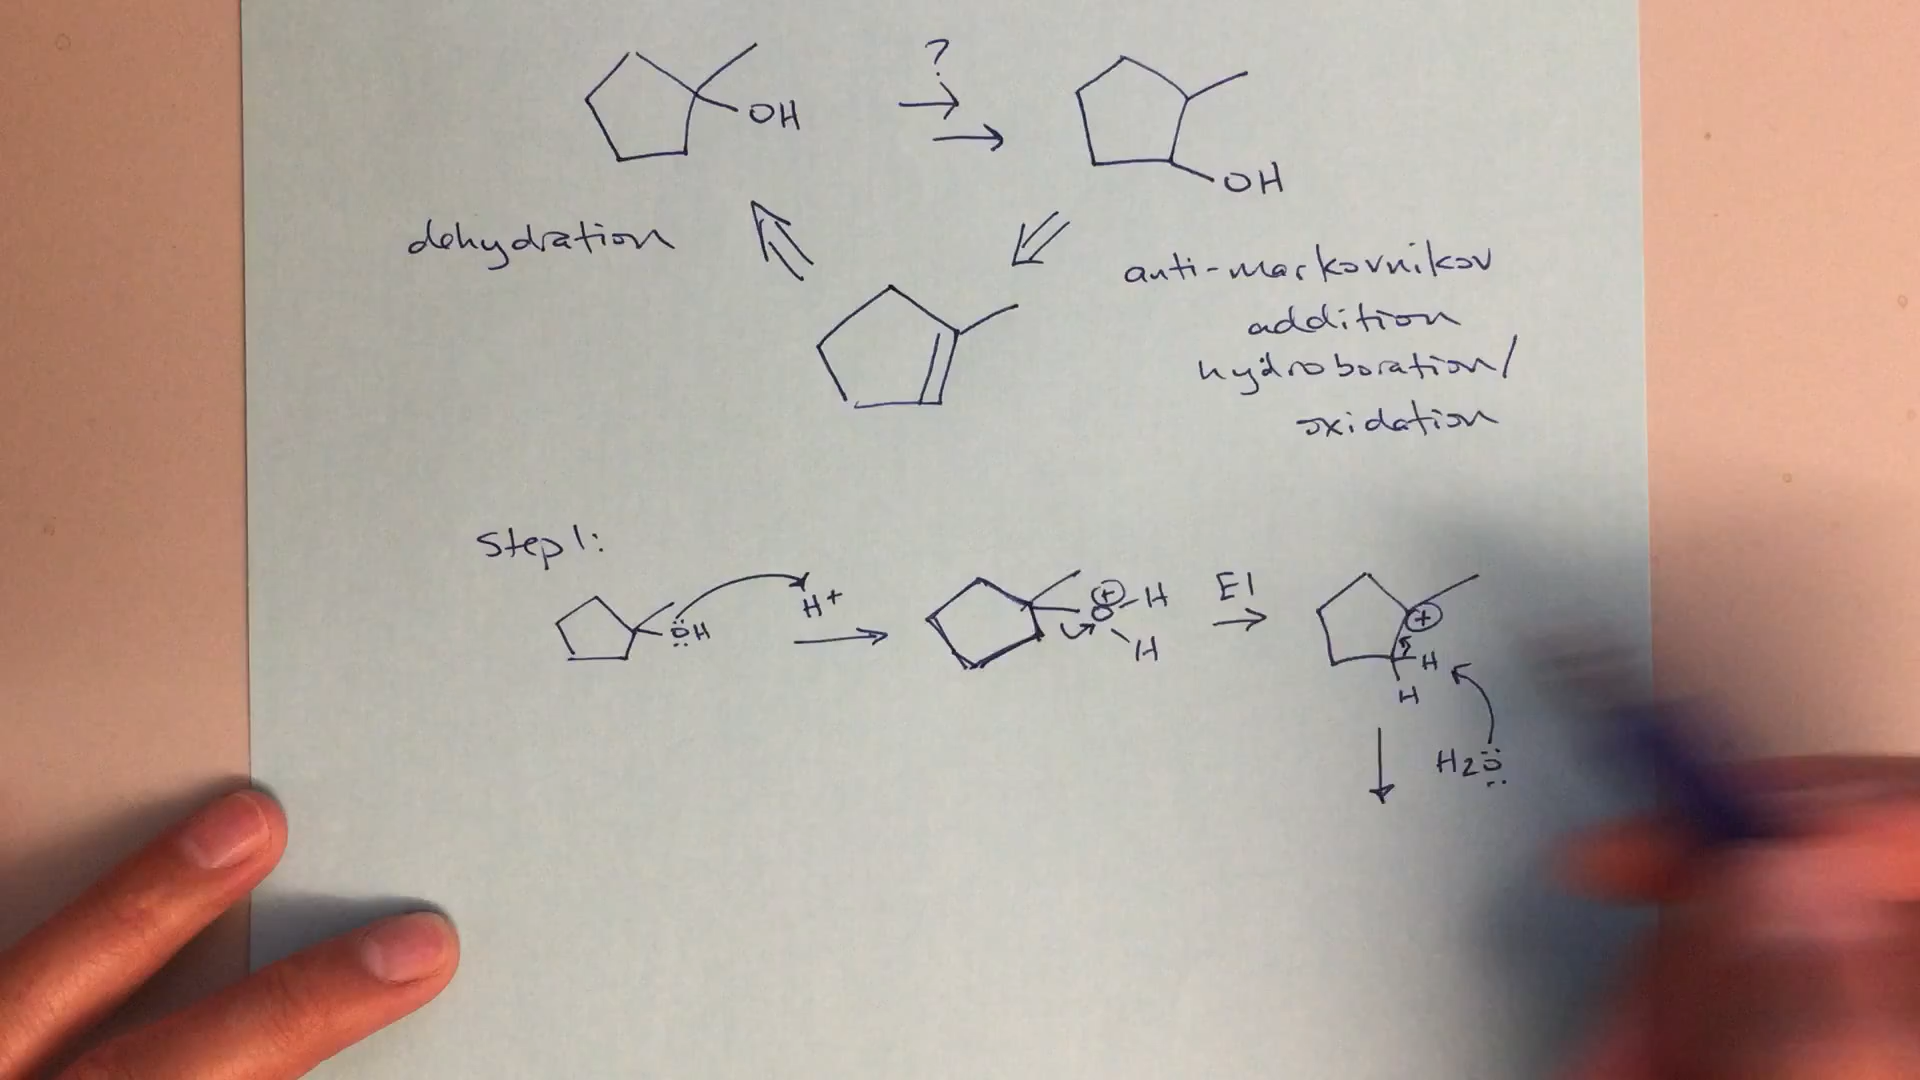 ?
OH
OH
dehydration
anti-markovnikov
addition
hydroboration/
oxidation
Step 1:
ÖH
H+
⊕
O-H
H
E1
⊕
H
H
H2Ö